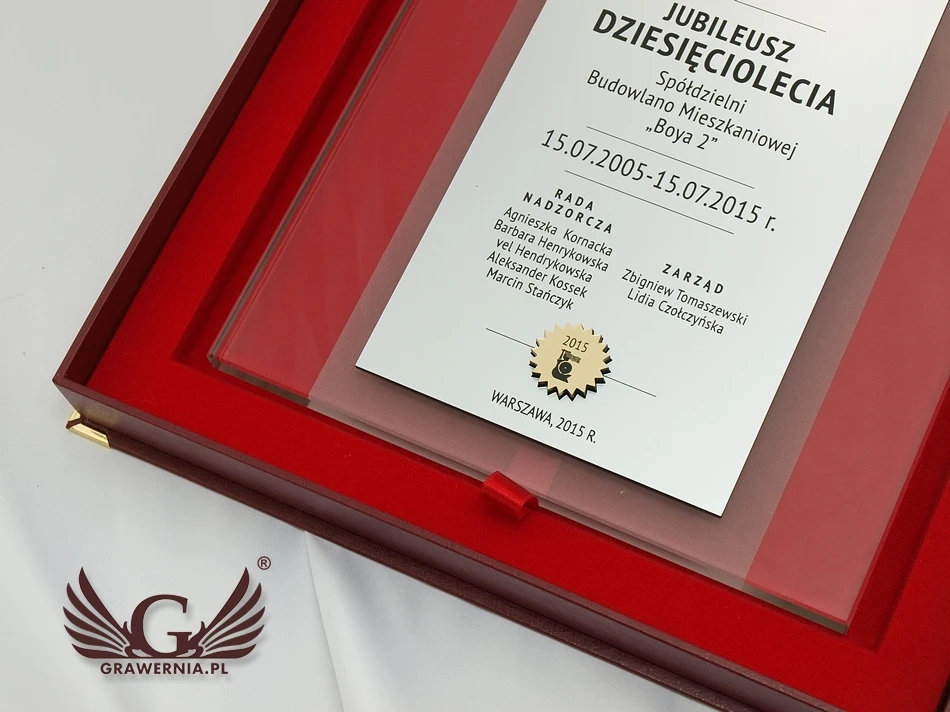 JUBILEUSZ
DZIESIĘCIOLECIA
Spółdzielni
Budowlano Mieszkaniowej
„Boya 2”
15.07.2005-15.07.2015 r.
RADA
NADZORCZA
Agnieszka Kornacka
Barbara Henrykowska
vel Hendrykowska
Aleksander Kossek
Marcin Stańczyk
ZARZĄD
Zbigniew Tomaszewski
Lidia Czołczyńska
2015
WARSZAWA, 2015 R.
G
®
GRAWERNIA.PL